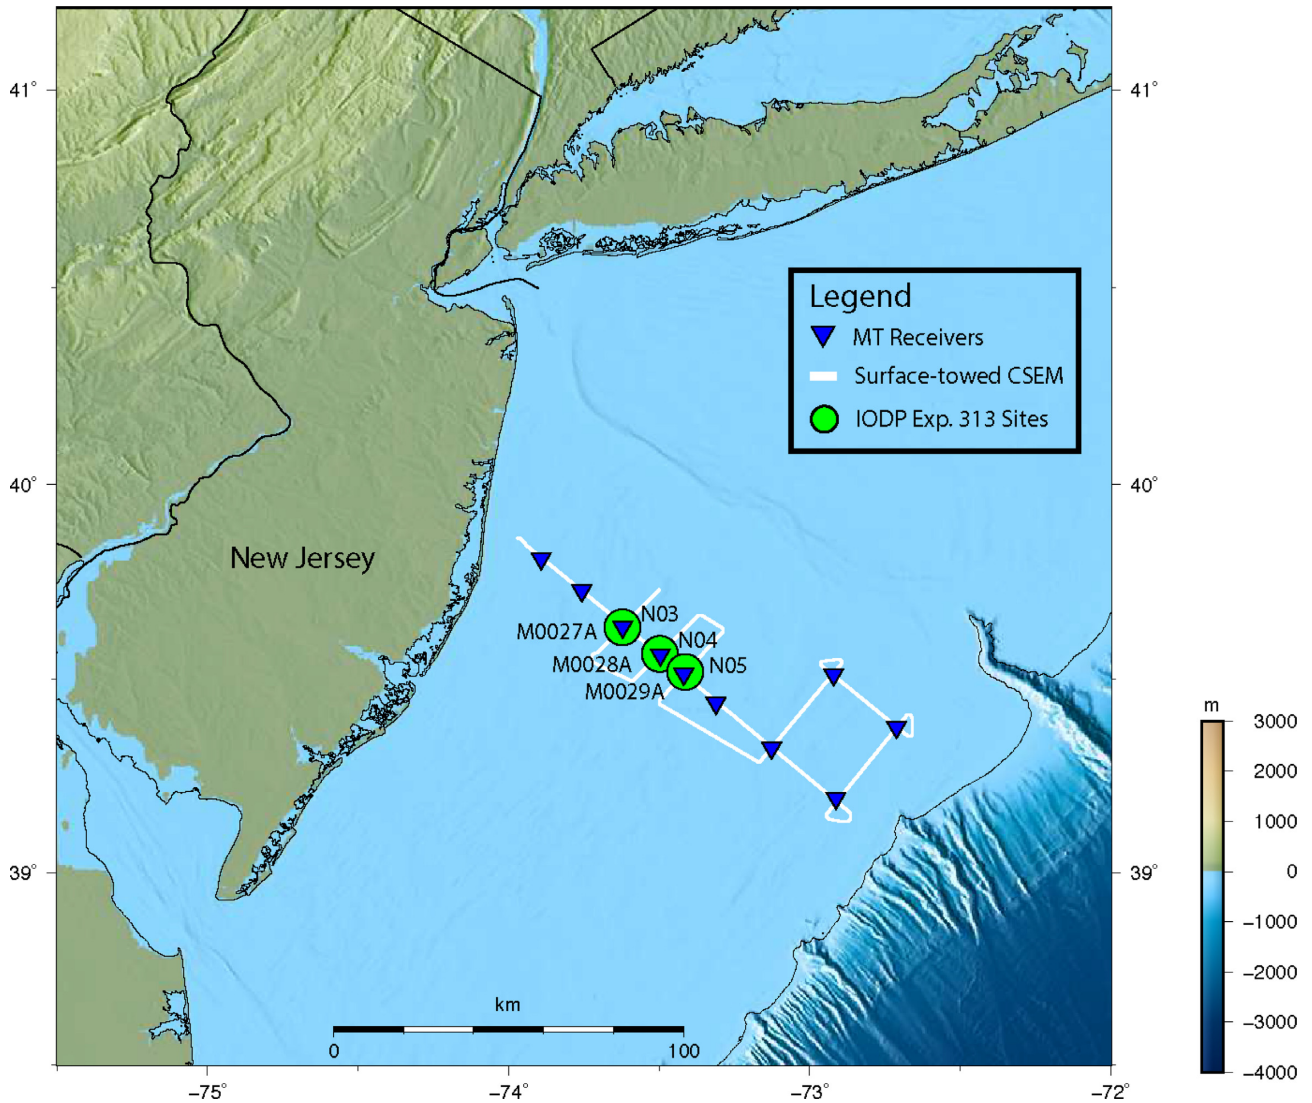 41°
41°
Legend
MT Receivers
Surface-towed CSEM
IODP Exp. 313 Sites
40°
40°
New Jersey
N03
M0027A
N04
M0028A
N05
M0029A
m
3000
2000
1000
0
−1000
−2000
−3000
−4000
39°
39°
km
0
100
−75°
−74°
−73°
−72°